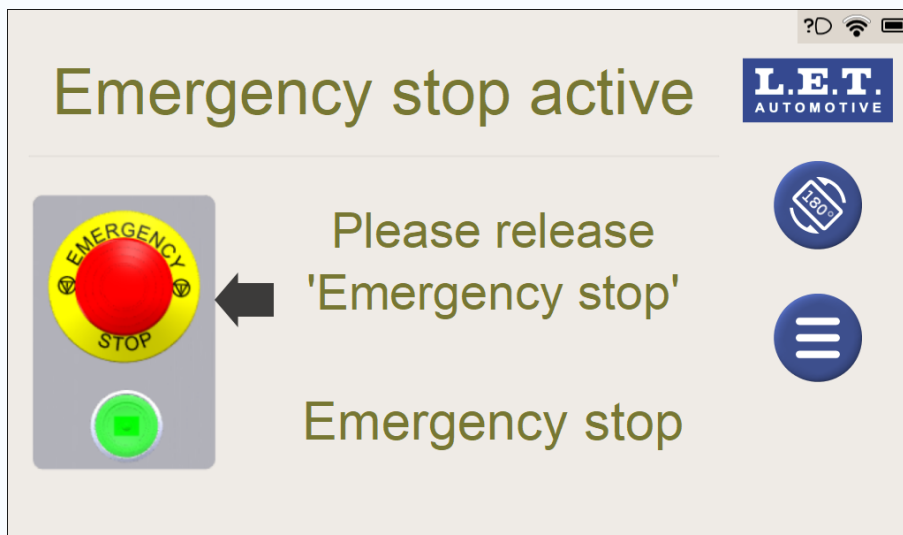 ?D
Emergency stop active
L.E.T.
AUTOMOTIVE
180°
EMERGENCY
STOP
Please release
'Emergency stop'
Emergency stop